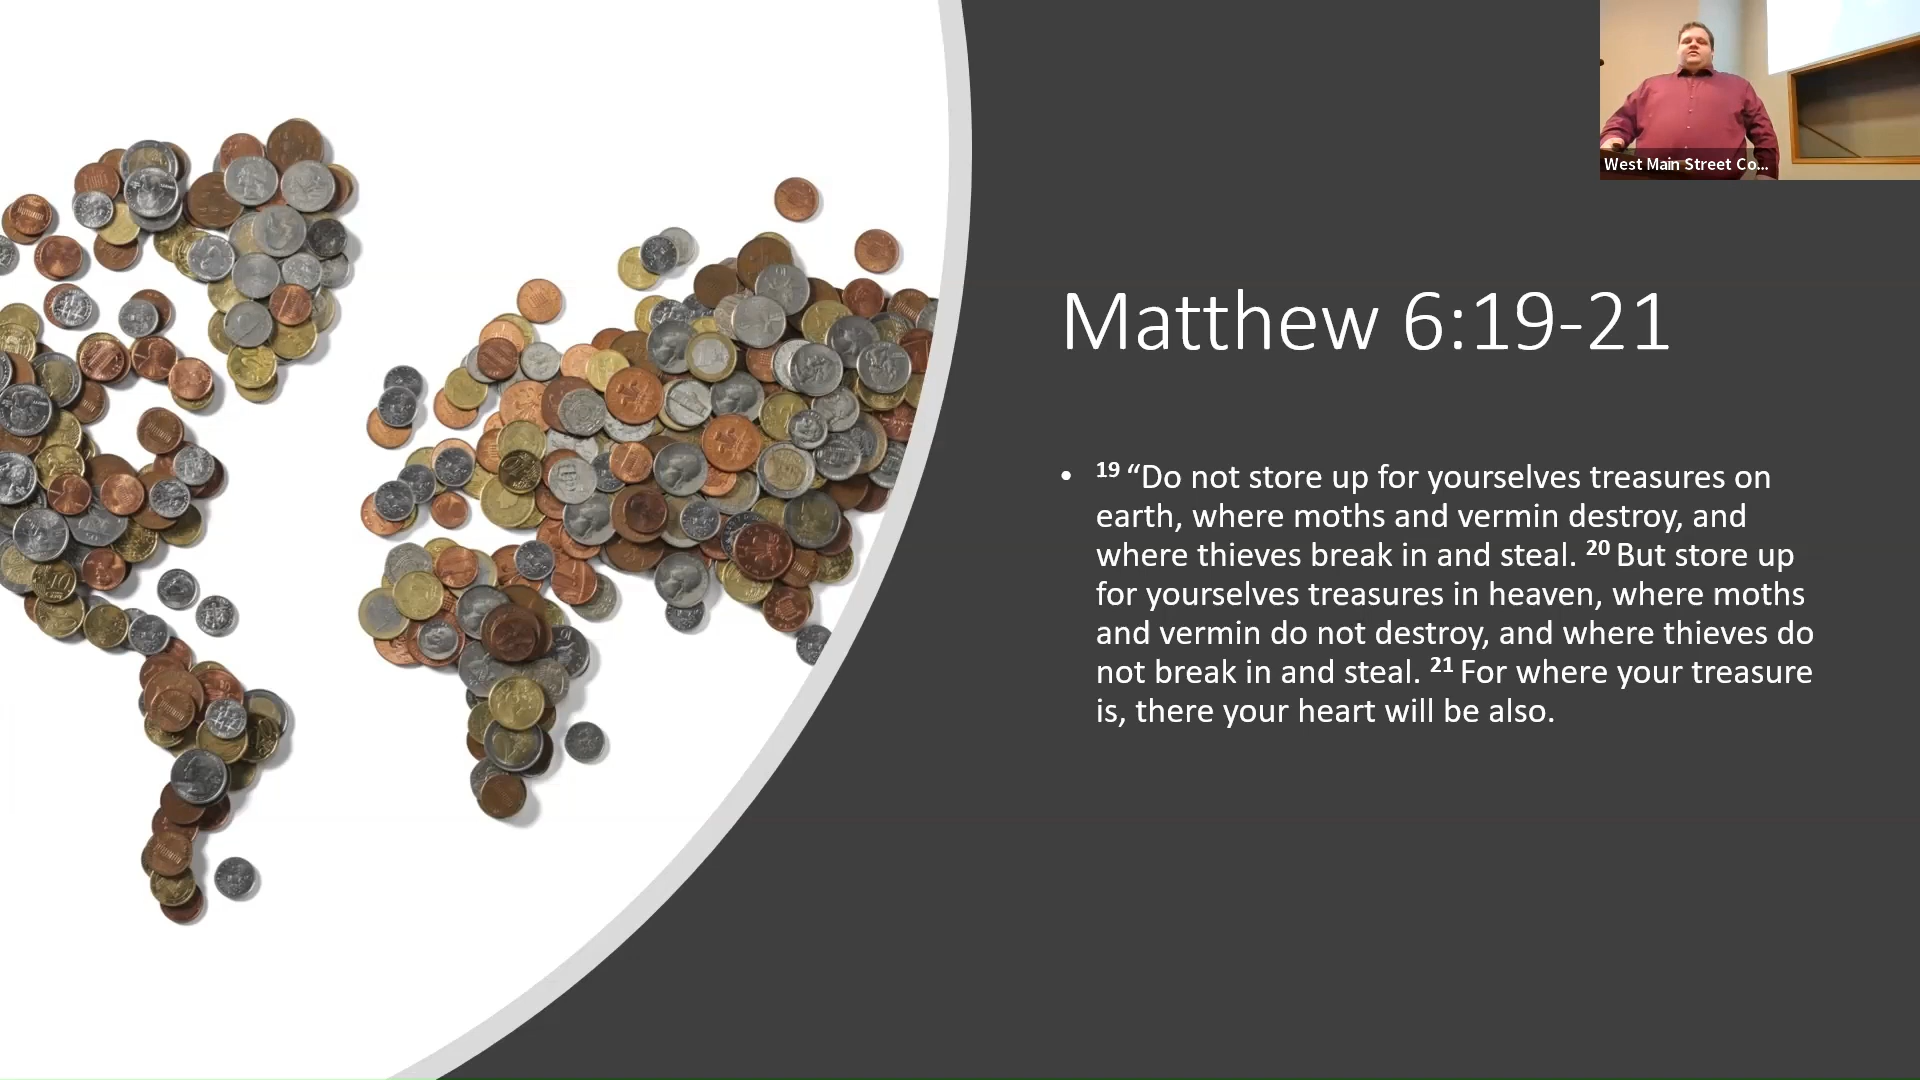 West Main Street Co...
Matthew 6:19-21
• 19 “Do not store up for yourselves treasures on
earth, where moths and vermin destroy, and
where thieves break in and steal. 20 But store up
for yourselves treasures in heaven, where moths
and vermin do not destroy, and where thieves do
not break in and steal. 21 For where your treasure
is, there your heart will be also.